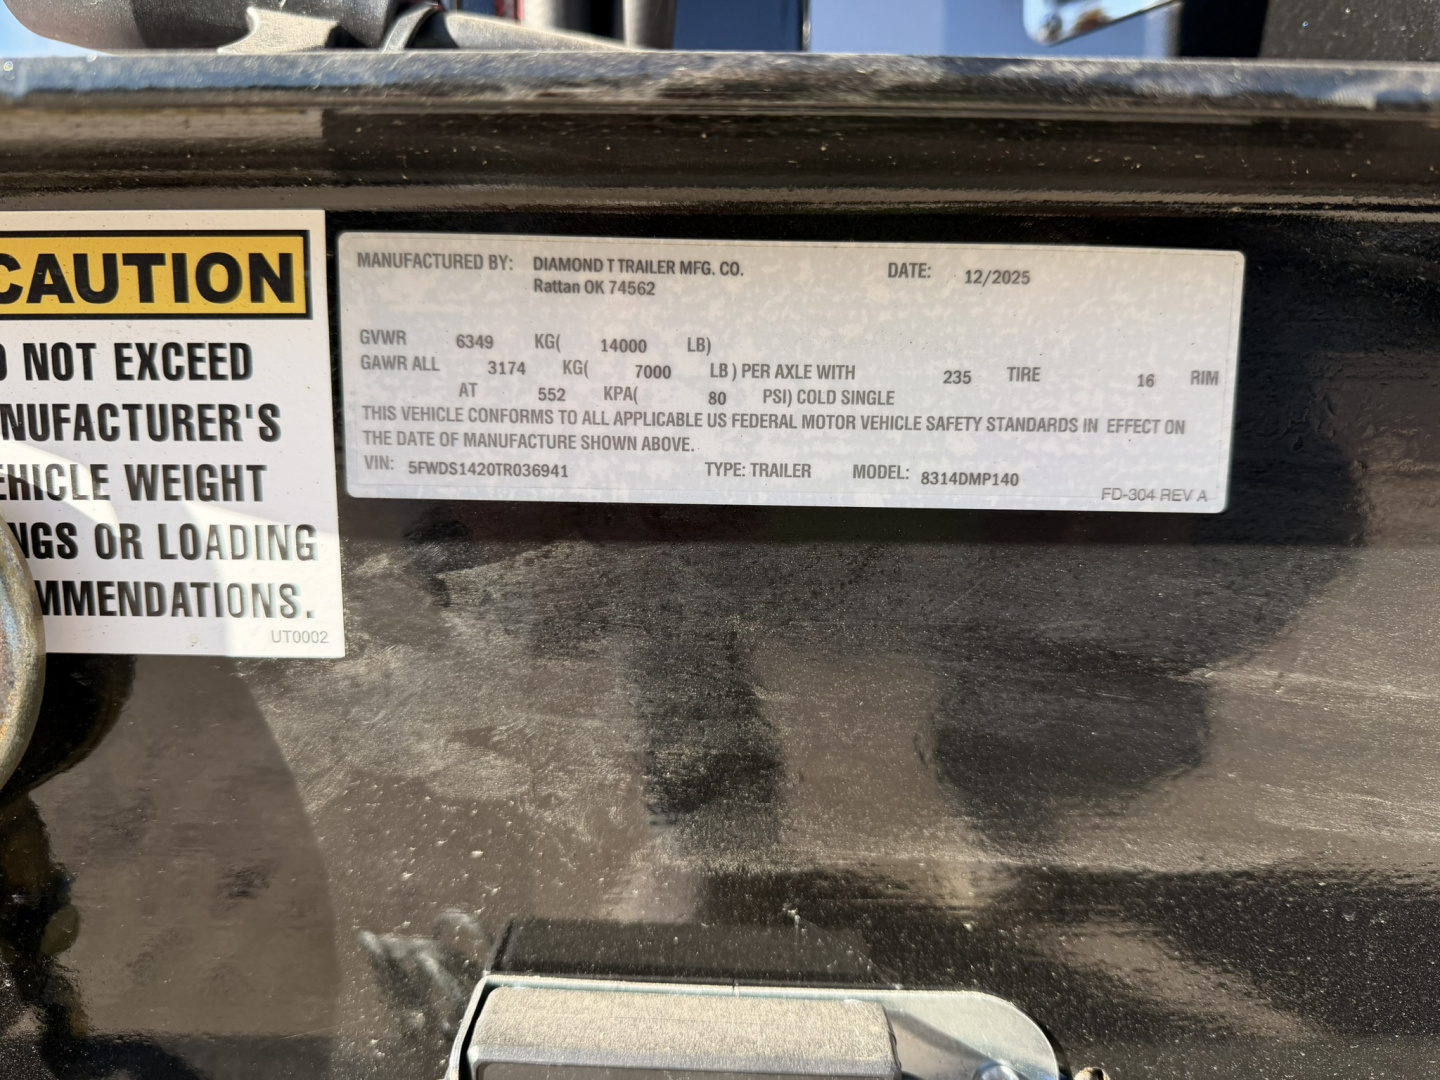 CAUTION
NOT EXCEED
NUFACTURER'S
EHICLE WEIGHT
NGS OR LOADING
MMENDATIONS.
UT0002
MANUFACTURED BY: DIAMOND T TRAILER MFG. CO. DATE: 12/2025
Rattan OK 74562
GVWR 6349 KG( 14000 LB)
GAWR ALL 3174 KG( 7000 LB) PER AXLE WITH 235 TIRE 16 RIM
AT 552 KPA( 80 PSI) COLD SINGLE
THIS VEHICLE CONFORMS TO ALL APPLICABLE US FEDERAL MOTOR VEHICLE SAFETY STANDARDS IN EFFECT ON
THE DATE OF MANUFACTURE SHOWN ABOVE.
VIN: 5FWDS1420TR036941 TYPE: TRAILER MODEL: 8314DMP140
FD-304 REV A